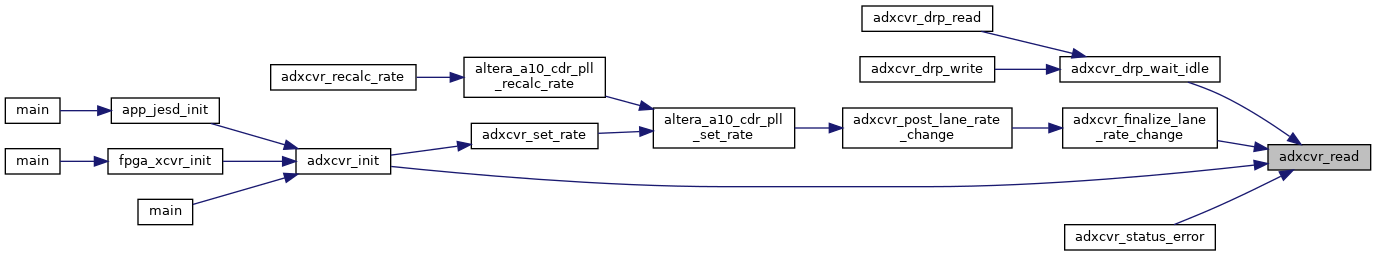 adxcvr_drp_read
adxcvr_recalc_rate
altera_a10_cdr_pll
_recalc_rate
adxcvr_drp_write
adxcvr_drp_wait_idle
main
app_jesd_init
adxcvr_set_rate
altera_a10_cdr_pll
_set_rate
adxcvr_post_lane_rate
_change
adxcvr_finalize_lane
_rate_change
main
fpga_xcvr_init
adxcvr_init
adxcvr_read
main
adxcvr_status_error